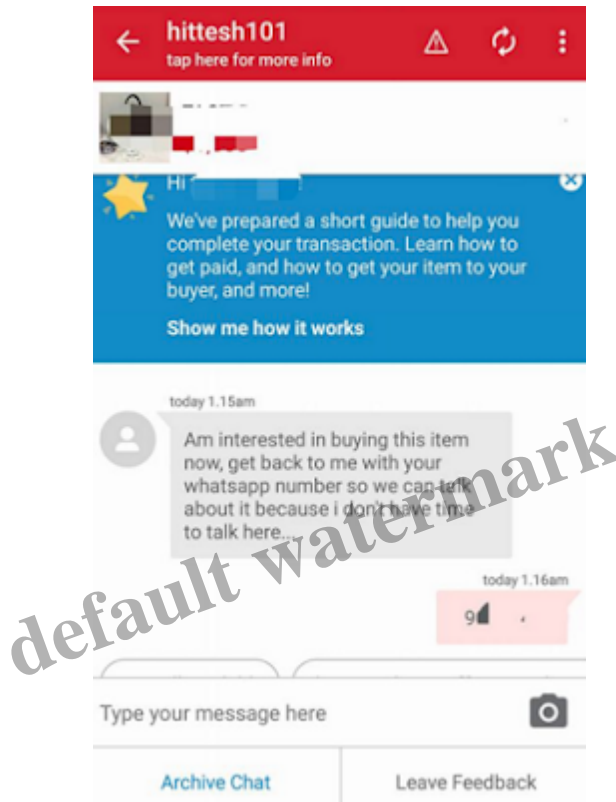 hittesh101
tap here for more info
Hi
We've prepared a short guide to help you
complete your transaction. Learn how to
get paid, and how to get your item to your
buyer, and more!
Show me how it works
today 1.15am
Am interested in buying this item
now, get back to me with your
whatsapp number so we can talk
about it because i don't have time
to talk here...
today 1.16am
9
default watermark
Type your message here
Archive Chat
Leave Feedback